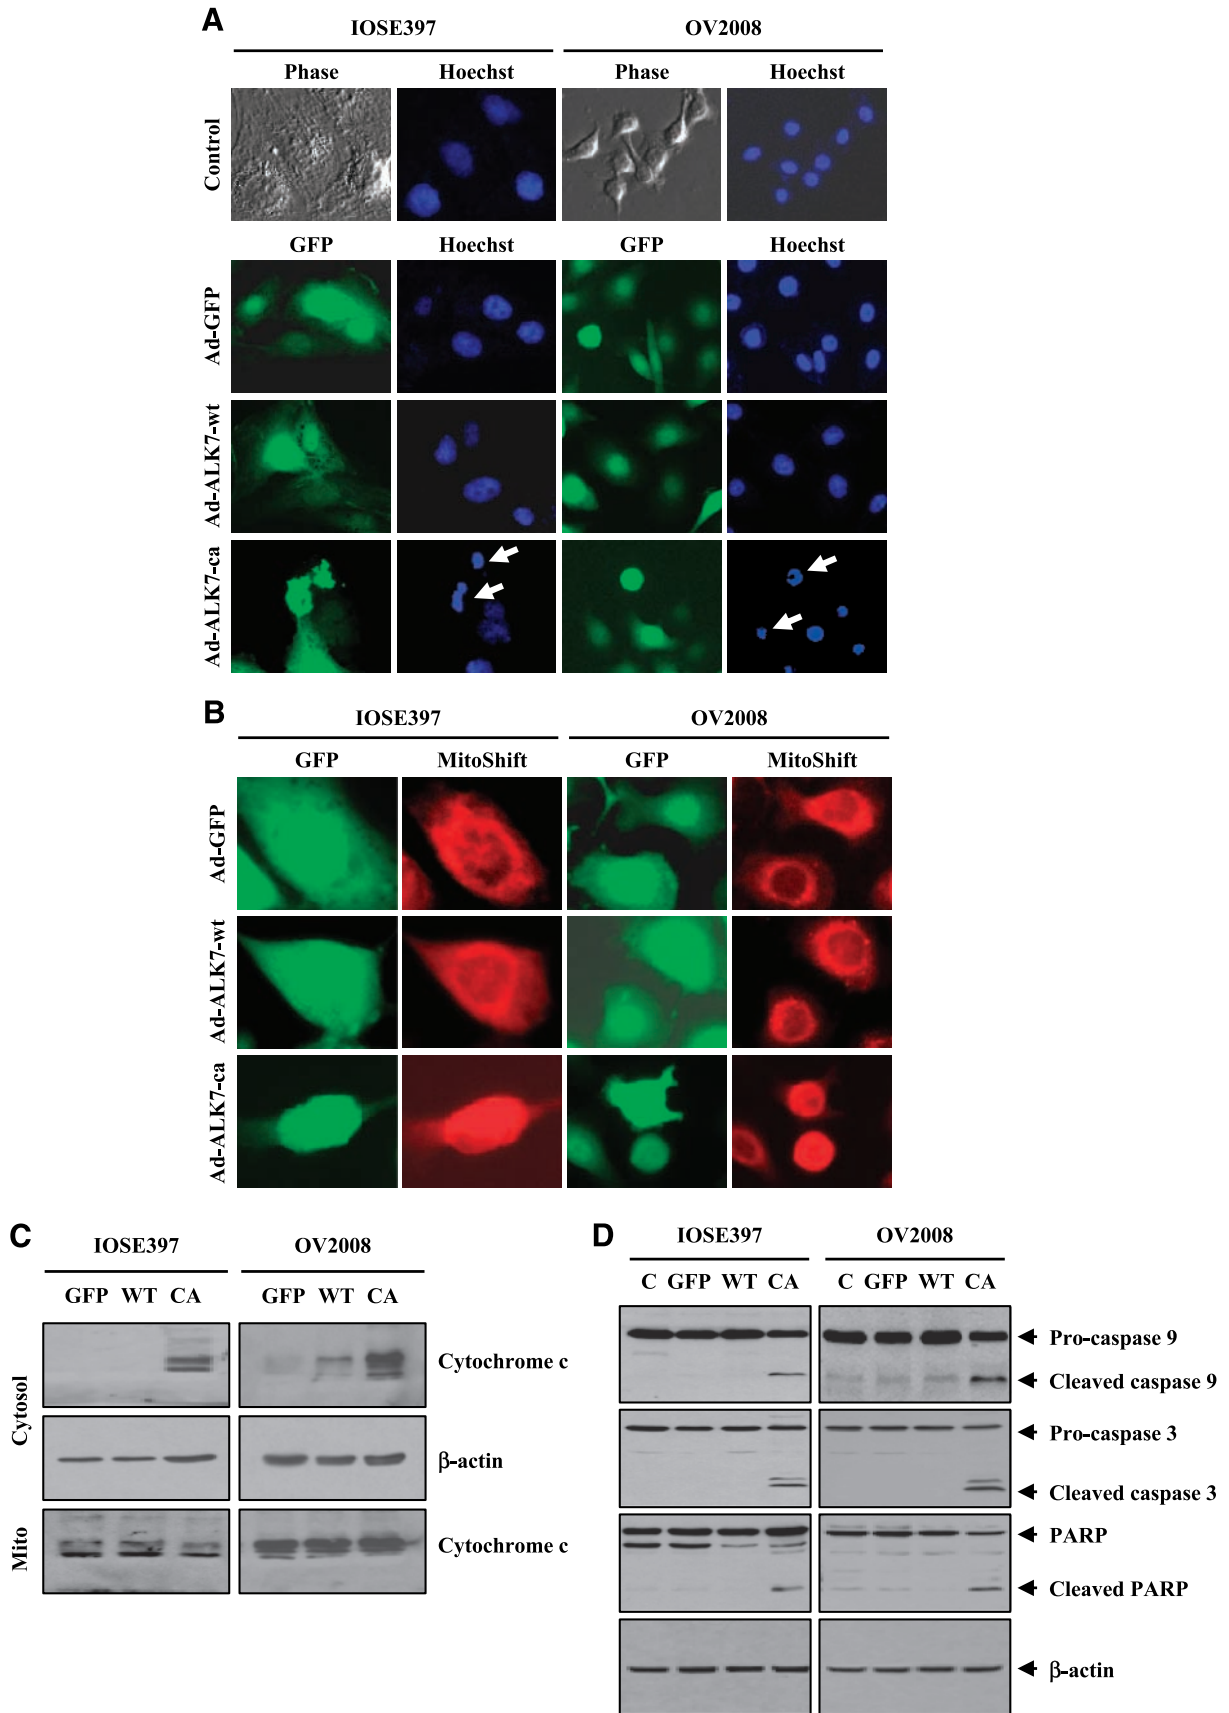 A
IOSE397 OV2008
Phase Hoechst Phase Hoechst
Control
GFP Hoechst GFP Hoechst
Ad-GFP
Ad-ALK7-wt
Ad-ALK7-ca
B
IOSE397 OV2008
GFP MitoShift GFP MitoShift
Ad-GFP
Ad-ALK7-wt
Ad-ALK7-ca
C
IOSE397 OV2008
GFP WT CA GFP WT CA
Cytosol
Cytochrome c
β-actin
Mito
Cytochrome c
D
IOSE397 OV2008
C GFP WT CA C GFP WT CA
Pro-caspase 9
Cleaved caspase 9
Pro-caspase 3
Cleaved caspase 3
PARP
Cleaved PARP
β-actin